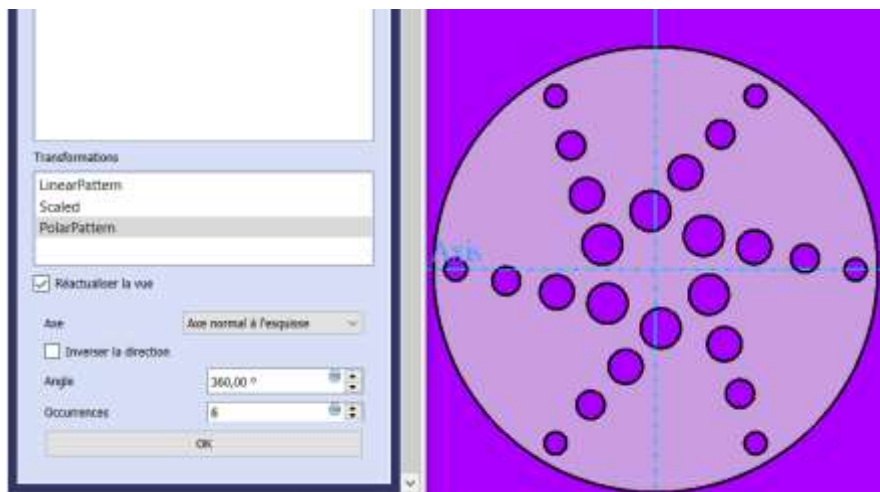 Transformations
LinearPattern
Scaled
PolarPattern
Réactualiser la vue
Axe
Axe normal à l'esquisse
Inverser la direction
Angle
360,00 °
Occurrences
6
OK
Axis